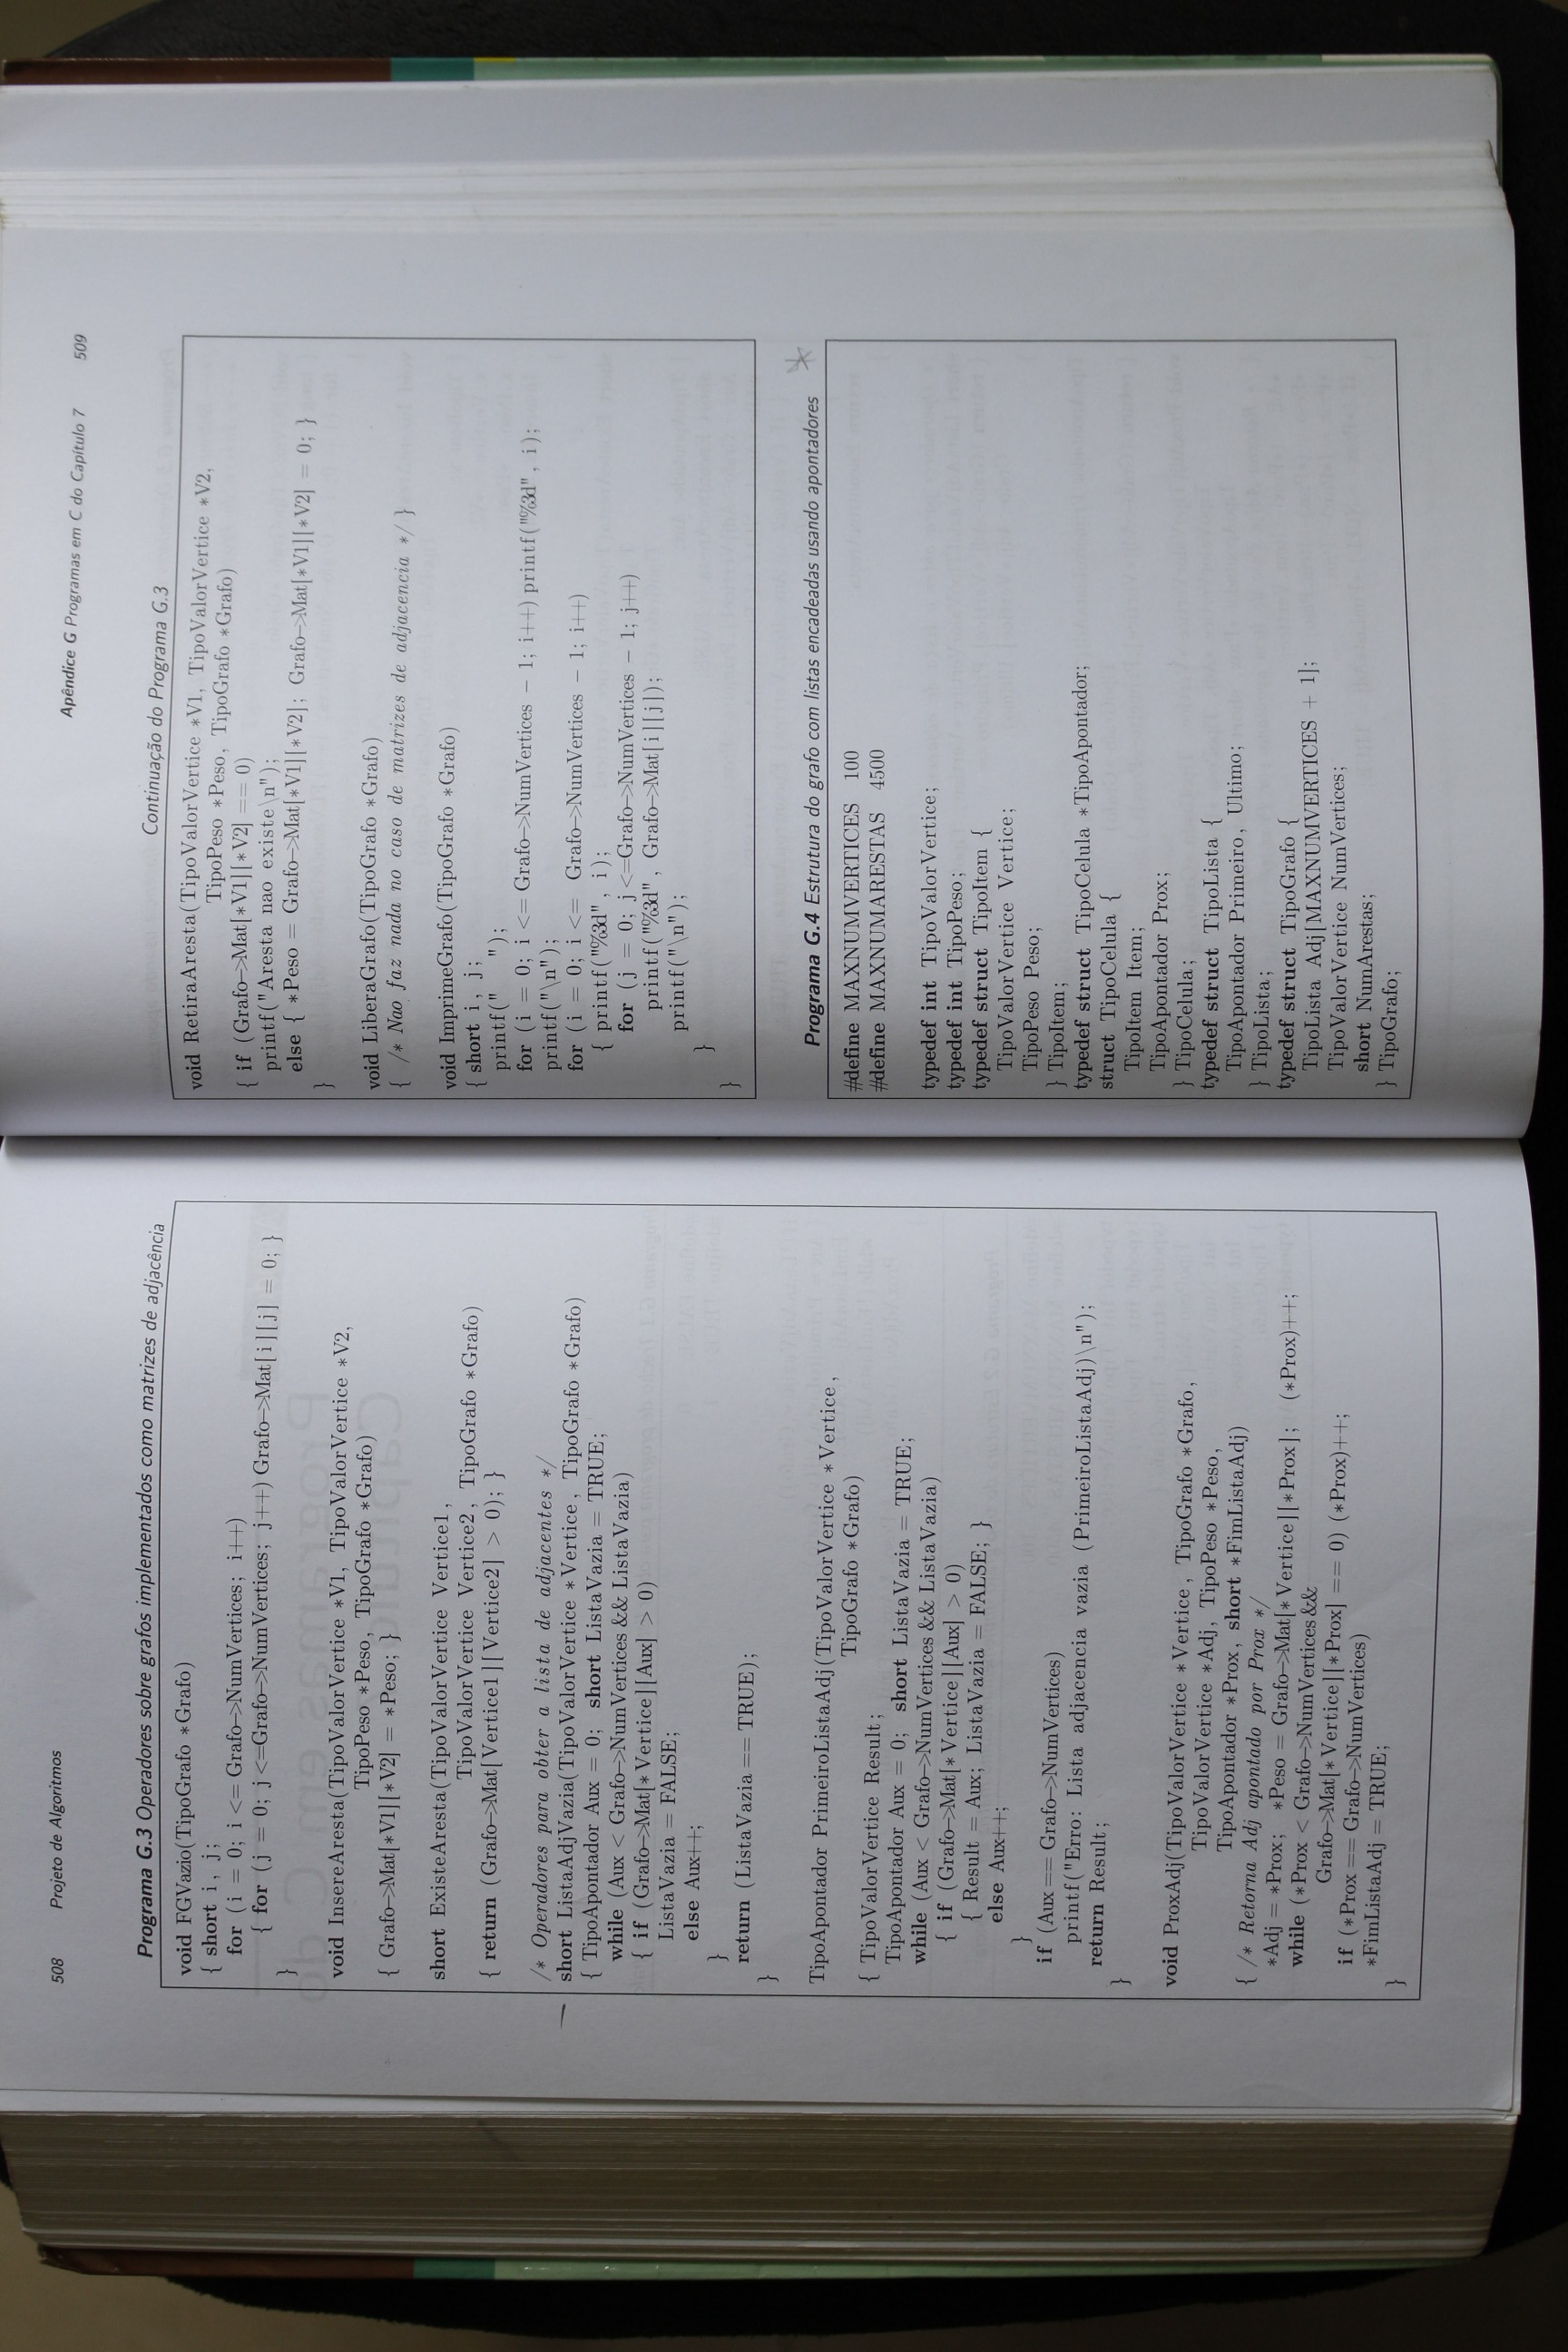 508 Projeto de Algoritmos
Programa G.3 Operadores sobre grafos implementados como matrizes de adjacência
void FGVazio(TipoGrafo *Grafo)
{ short i, j;
for (i = 0; i <= Grafo->NumVertices; i++)
{ for (j = 0; j <=Grafo->NumVertices; j++) Grafo->Mat[i][j] = 0; }
}
void InsereAresta(TipoValorVertice *V1, TipoValorVertice *V2,
TipoPeso *Peso, TipoGrafo *Grafo)
{ Grafo->Mat[*V1][*V2] = *Peso; }
short ExisteAresta(TipoValorVertice Vertice1,
TipoValorVertice Vertice2, TipoGrafo *Grafo)
{ return (Grafo->Mat[Vertice1][Vertice2] > 0); }
/* Operadores para obter a lista de adjacentes */
short ListaAdjVazia(TipoValorVertice *Vertice, TipoGrafo *Grafo)
{ TipoApontador Aux = 0; short ListaVazia = TRUE;
while (Aux < Grafo->NumVertices && ListaVazia)
{ if (Grafo->Mat[*Vertice][Aux] > 0)
ListaVazia = FALSE;
else Aux++;
}
return (ListaVazia == TRUE);
}
TipoApontador PrimeiroListaAdj(TipoValorVertice *Vertice,
TipoGrafo *Grafo)
{ TipoValorVertice Result;
TipoApontador Aux = 0; short ListaVazia = TRUE;
while (Aux < Grafo->NumVertices && ListaVazia)
{ if (Grafo->Mat[*Vertice][Aux] > 0)
{ Result = Aux; ListaVazia = FALSE; }
else Aux++;
}
if (Aux == Grafo->NumVertices)
printf("Erro: Lista adjacencia vazia (PrimeiroListaAdj)\n");
return Result;
}
void ProxAdj(TipoValorVertice *Vertice, TipoGrafo *Grafo,
TipoValorVertice *Adj, TipoPeso *Peso,
TipoApontador *Prox, short *FimListaAdj)
{ /* Retorna Adj apontado por Prox */
*Adj = *Prox; *Peso = Grafo->Mat[*Vertice][*Prox]; (*Prox)++;
while (*Prox < Grafo->NumVertices &&
Grafo->Mat[*Vertice][*Prox] == 0) (*Prox)++;
if (*Prox == Grafo->NumVertices)
*FimListaAdj = TRUE;
}
Apêndice G Programas em C do Capítulo 7 509
Continuação do Programa G.3
void RetiraAresta(TipoValorVertice *V1, TipoValorVertice *V2,
TipoPeso *Peso, TipoGrafo *Grafo)
{ if (Grafo->Mat[*V1][*V2] == 0)
printf("Aresta nao existe\n");
else { *Peso = Grafo->Mat[*V1][*V2]; Grafo->Mat[*V1][*V2] = 0; }
}
void LiberaGrafo(TipoGrafo *Grafo)
{ /* Nao faz nada no caso de matrizes de adjacencia */ }
void ImprimeGrafo(TipoGrafo *Grafo)
{ short i, j;
printf("   ");
for (i = 0; i <= Grafo->NumVertices - 1; i++) printf("%3d", i);
printf("\n");
for (i = 0; i <= Grafo->NumVertices - 1; i++)
{ printf("%3d", i);
for (j = 0; j <=Grafo->NumVertices - 1; j++)
printf("%3d", Grafo->Mat[i][j]);
printf("\n");
}
}
Programa G.4 Estrutura do grafo com listas encadeadas usando apontadores
#define MAXNUMVERTICES 100
#define MAXNUMARESTAS 4500
typedef int TipoValorVertice;
typedef int TipoPeso;
typedef struct TipoItem {
TipoValorVertice Vertice;
TipoPeso Peso;
} TipoItem;
typedef struct TipoCelula *TipoApontador;
struct TipoCelula {
TipoItem Item;
TipoApontador Prox;
} TipoCelula;
typedef struct TipoLista {
TipoApontador Primeiro, Ultimo;
} TipoLista;
typedef struct TipoGrafo {
TipoLista Adj[MAXNUMVERTICES + 1];
TipoValorVertice NumVertices;
short NumArestas;
} TipoGrafo;